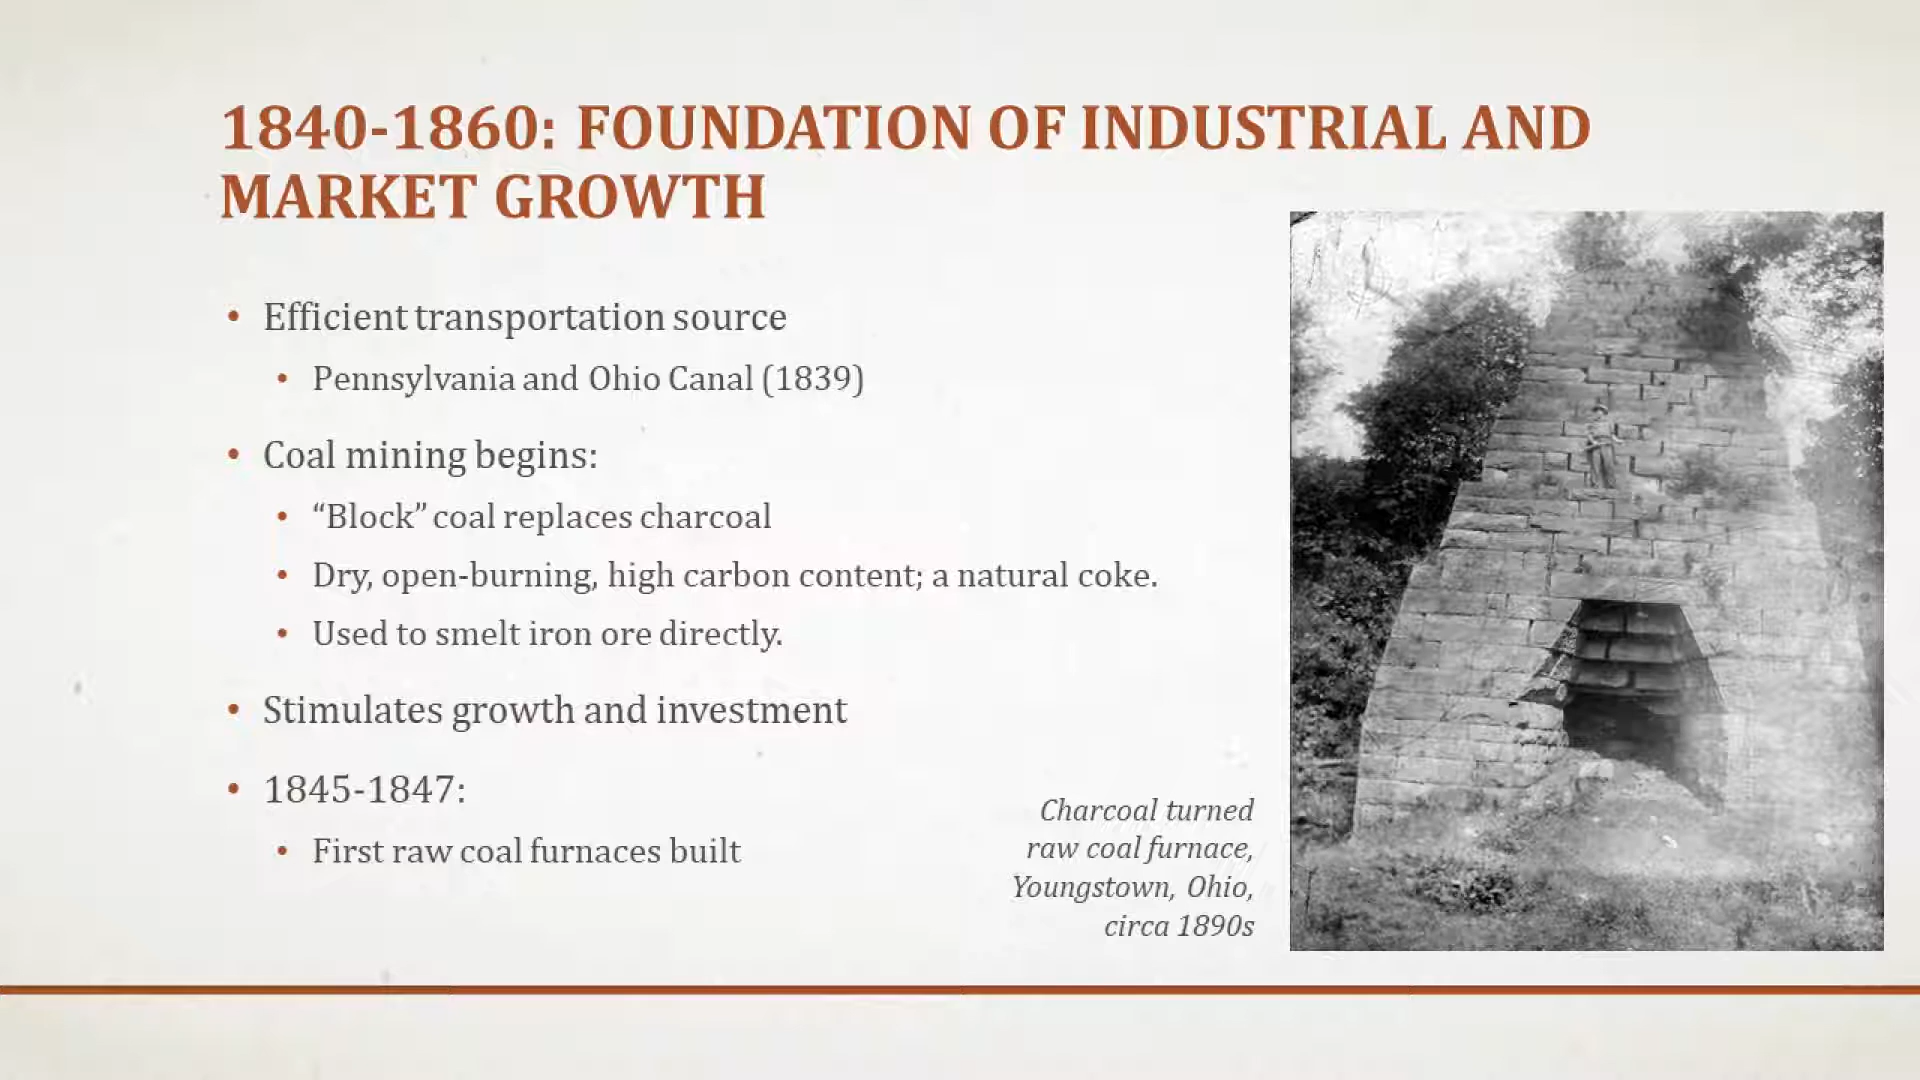 1840-1860: FOUNDATION OF INDUSTRIAL AND
MARKET GROWTH
• Efficient transportation source
• Pennsylvania and Ohio Canal (1839)
• Coal mining begins:
• “Block” coal replaces charcoal
• Dry, open-burning, high carbon content; a natural coke.
• Used to smelt iron ore directly.
• Stimulates growth and investment
• 1845-1847:
• First raw coal furnaces built
Charcoal turned
raw coal furnace,
Youngstown, Ohio,
circa 1890s